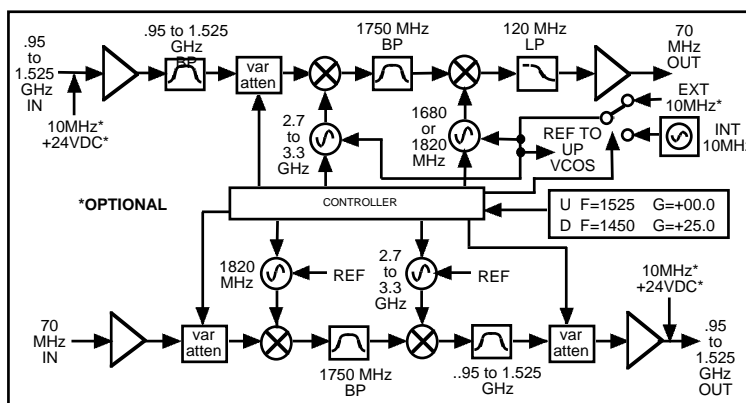 .95
to
1.525
GHz
IN
10MHz*
+24VDC*
.95 to 1.525
GHz
BP
var
atten
2.7
to
3.3
GHz
1750 MHz
BP
1680
or
1820
MHz
120 MHz
LP
70
MHz
OUT
EXT
10MHz*
INT
10MHz
REF TO
UP
VCOS
*OPTIONAL
CONTROLLER
U F=1525 G=+00.0
D F=1450 G=+25.0
1820
MHz
REF
2.7
to
3.3
GHz
REF
10MHz*
+24VDC*
70
MHz
IN
var
atten
1750 MHz
BP
..95 to 1.525
GHz
var
atten
.95
to
1.525
GHz
OUT